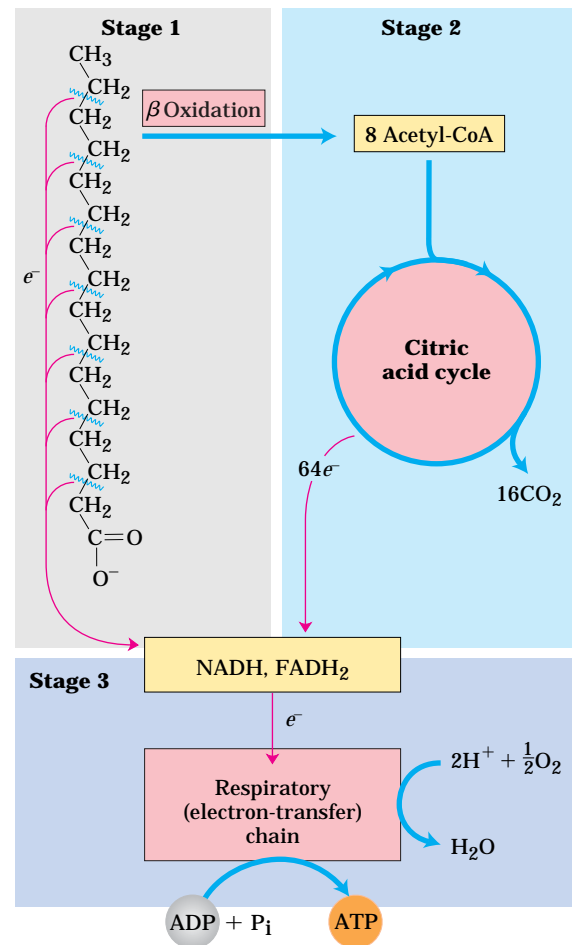 Stage 1
CH₃
CH₂
CH₂
CH₂
CH₂
CH₂
CH₂
CH₂
CH₂
CH₂
CH₂
CH₂
CH₂
CH₂
CH₂
C=O
O⁻
e⁻
β Oxidation
Stage 2
8 Acetyl-CoA
Citric
acid cycle
64e⁻
16CO₂
Stage 3
NADH, FADH₂
e⁻
Respiratory
(electron-transfer)
chain
2H⁺ + ½O₂
H₂O
ADP + Pi
ATP